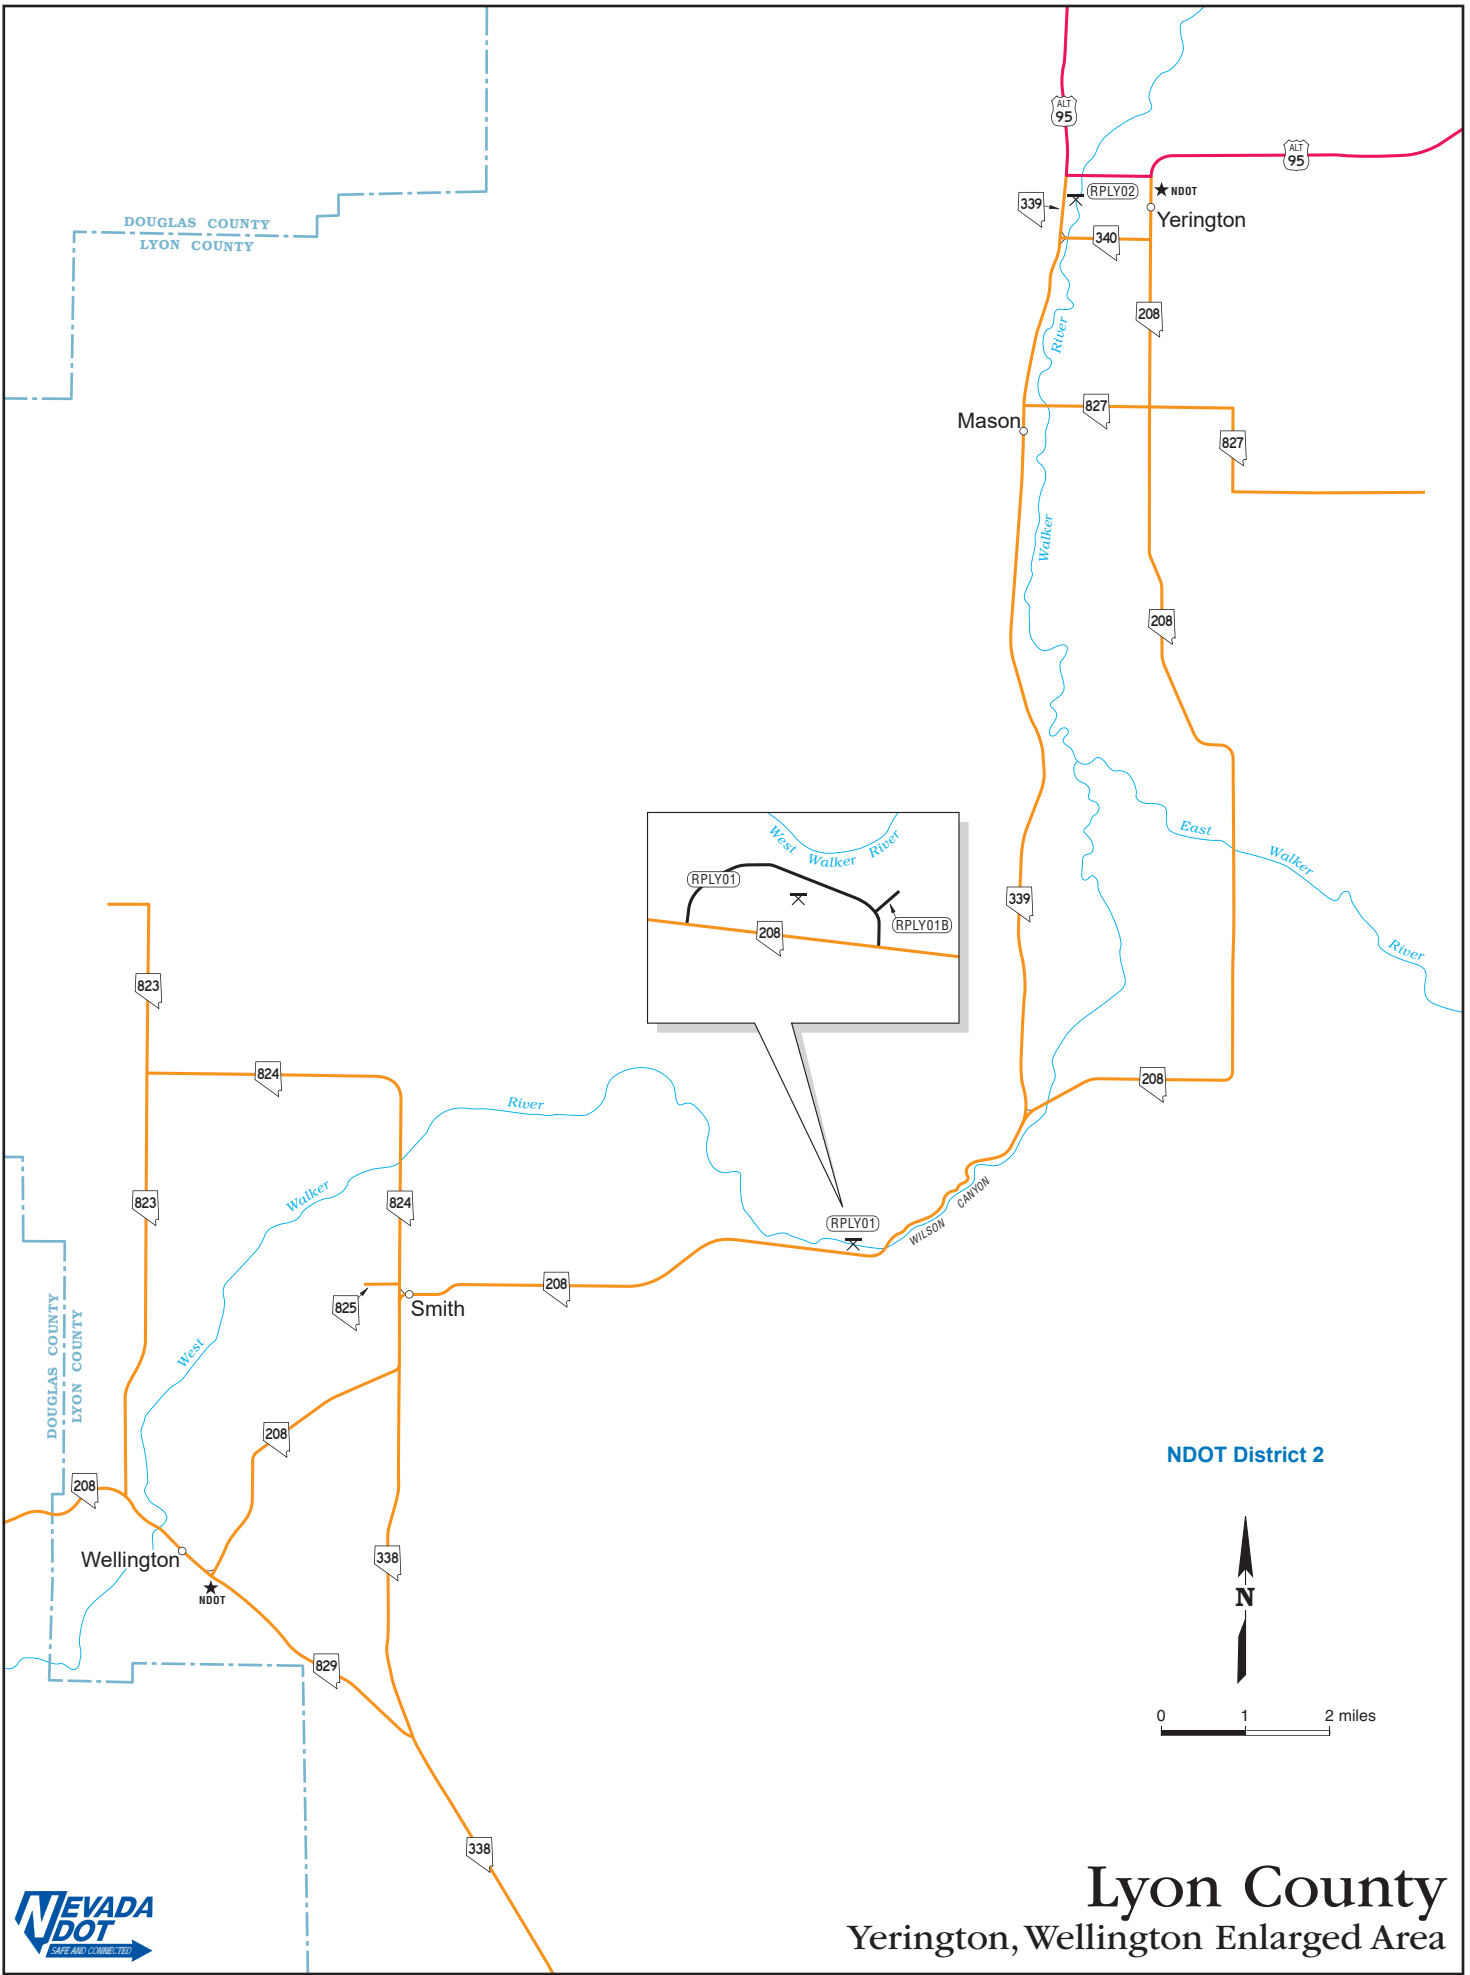 ALT
95
ALT
95
DOUGLAS COUNTY
LYON COUNTY
RPLY02
NDOT
339
Yerington
340
208
River
827
Mason
827
Walker
208
West Walker River
East Walker River
RPLY01
339
RPLY01B
208
823
824
River
208
Walker
823
824
WILSON CANYON
RPLY01
208
825
Smith
DOUGLAS COUNTY
LYON COUNTY
West
208
NDOT District 2
208
Wellington
338
NDOT
N
829
0 1 2 miles
338
Lyon County
Yerington, Wellington Enlarged Area
NEVADA
DOT
SAFE AND CONNECTED